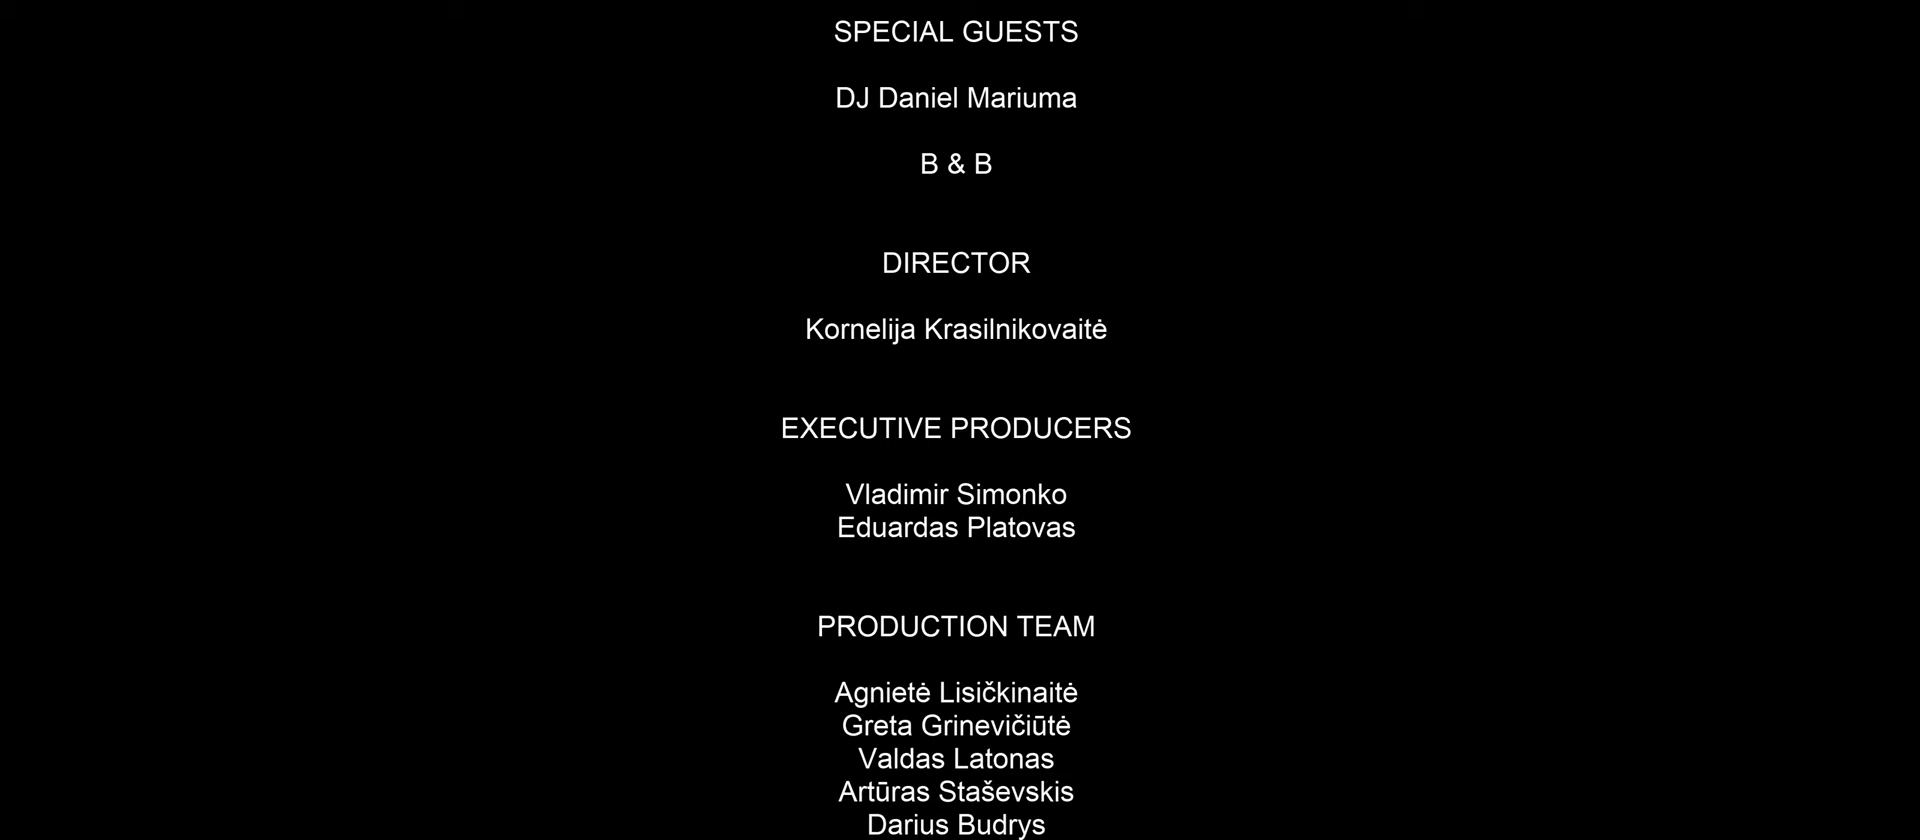 SPECIAL GUESTS
DJ Daniel Mariuma
B & B
DIRECTOR
Kornelija Krasilnikovaitė
EXECUTIVE PRODUCERS
Vladimir Simonko
Eduardas Platovas
PRODUCTION TEAM
Agnietė Lisičkinaitė
Greta Grinevičiūtė
Valdas Latonas
Artūras Staševskis
Darius Budrys